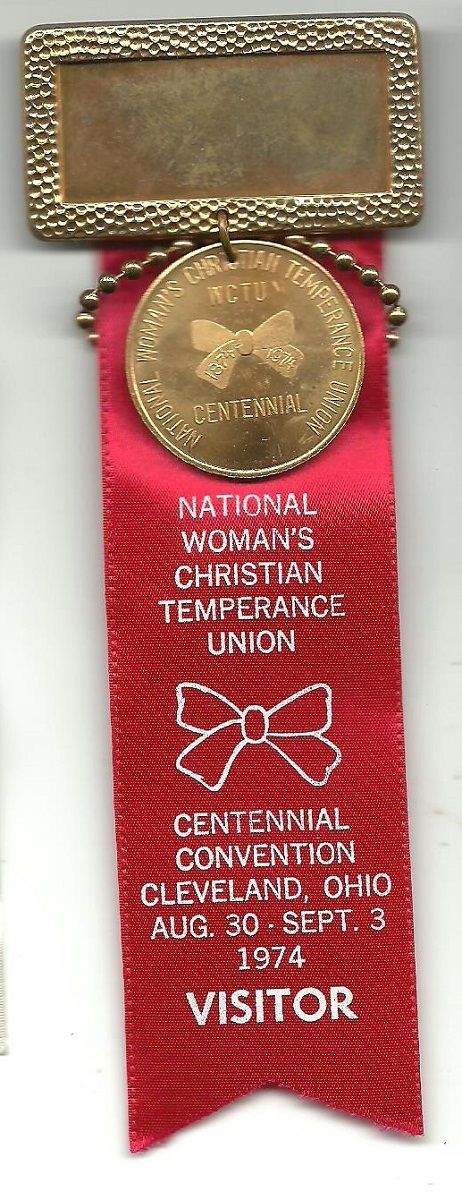 NATIONAL WOMAN'S CHRISTIAN TEMPERANCE UNION
WCTU
1874 1974
CENTENNIAL
NATIONAL
WOMAN'S
CHRISTIAN
TEMPERANCE
UNION
CENTENNIAL
CONVENTION
CLEVELAND, OHIO
AUG. 30 - SEPT. 3
1974
VISITOR